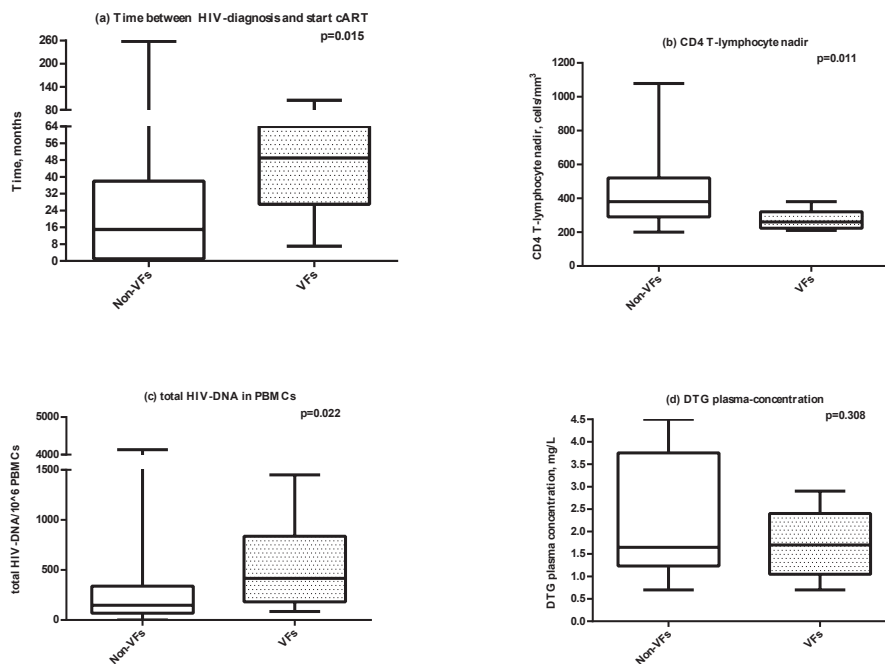 (a) Time between HIV-diagnosis and start cART
p=0.015
Time, months
260
200
140
80
64
56
48
40
32
24
16
8
0
Non-VFs
VFs
(b) CD4 T-lymphocyte nadir
p=0.011
CD4 T-lymphocyte nadir, cells/mm³
1200
1000
800
600
400
200
0
Non-VFs
VFs
(c) total HIV-DNA in PBMCs
p=0.022
total HIV-DNA/10^6 PBMCs
5000
4000
1500
1000
500
0
Non-VFs
VFs
(d) DTG plasma-concentration
p=0.308
DTG plasma concentration, mg/L
4.5
4.0
3.5
3.0
2.5
2.0
1.5
1.0
0.5
0.0
Non-VFs
VFs